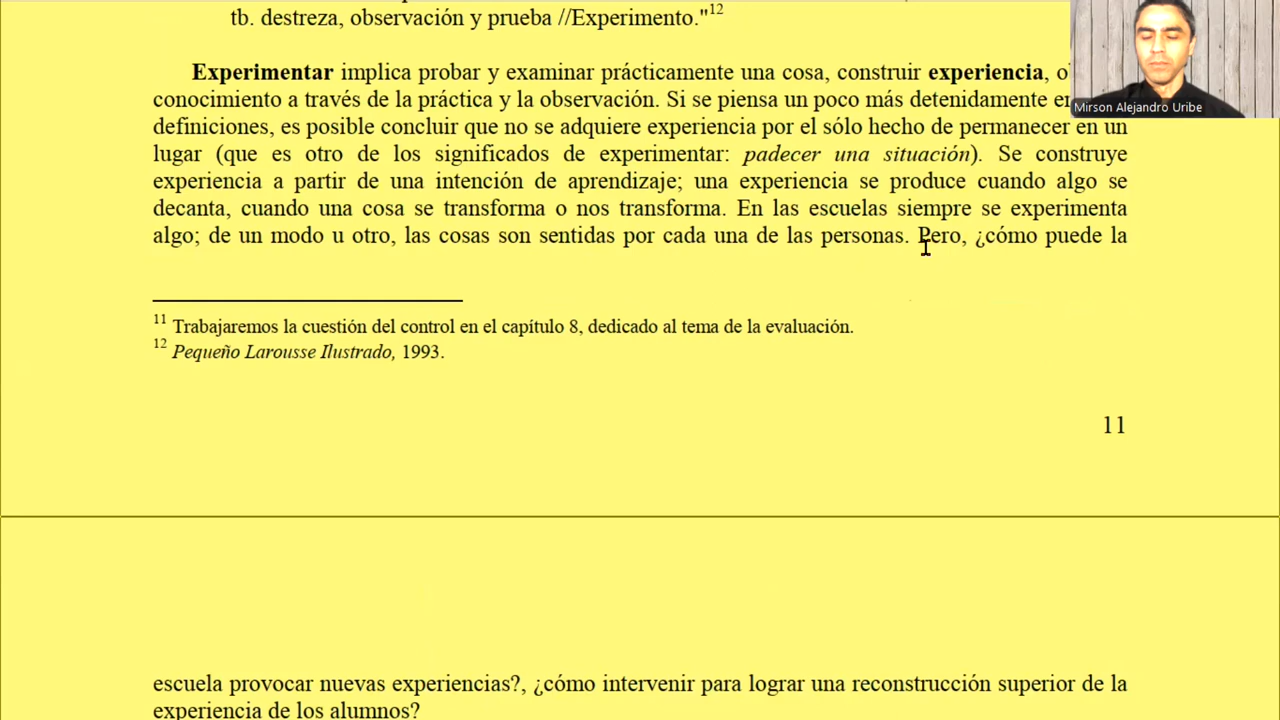 tb. destreza, observación y prueba //Experimento."12
Experimentar implica probar y examinar prácticamente una cosa, construir experiencia,
conocimiento a través de la práctica y la observación. Si se piensa un poco más detenidamente
definiciones, es posible concluir que no se adquiere experiencia por el sólo hecho de permanecer en un
lugar (que es otro de los significados de experimentar: padecer una situación). Se construye
experiencia a partir de una intención de aprendizaje; una experiencia se produce cuando algo se
decanta, cuando una cosa se transforma o nos transforma. En las escuelas siempre se experimenta
algo; de un modo u otro, las cosas son sentidas por cada una de las personas. Pero, ¿cómo puede la
11 Trabajaremos la cuestión del control en el capítulo 8, dedicado al tema de la evaluación.
12 Pequeño Larousse Ilustrado, 1993.
11
escuela provocar nuevas experiencias?, ¿cómo intervenir para lograr una reconstrucción superior de la
experiencia de los alumnos?
Mirson Alejandro Uribe